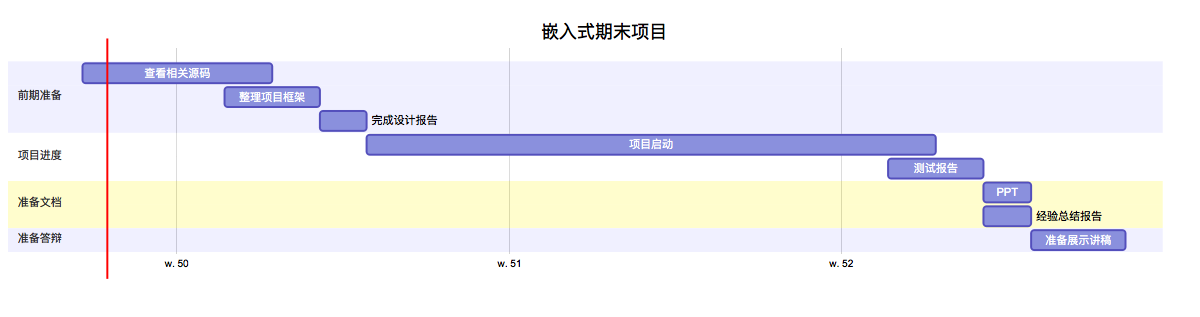 嵌入式期末项目
前期准备
查看相关源码
整理项目框架
完成设计报告
项目进度
项目启动
测试报告
准备文档
PPT
经验总结报告
准备答辩
准备展示讲稿
w. 50
w. 51
w. 52